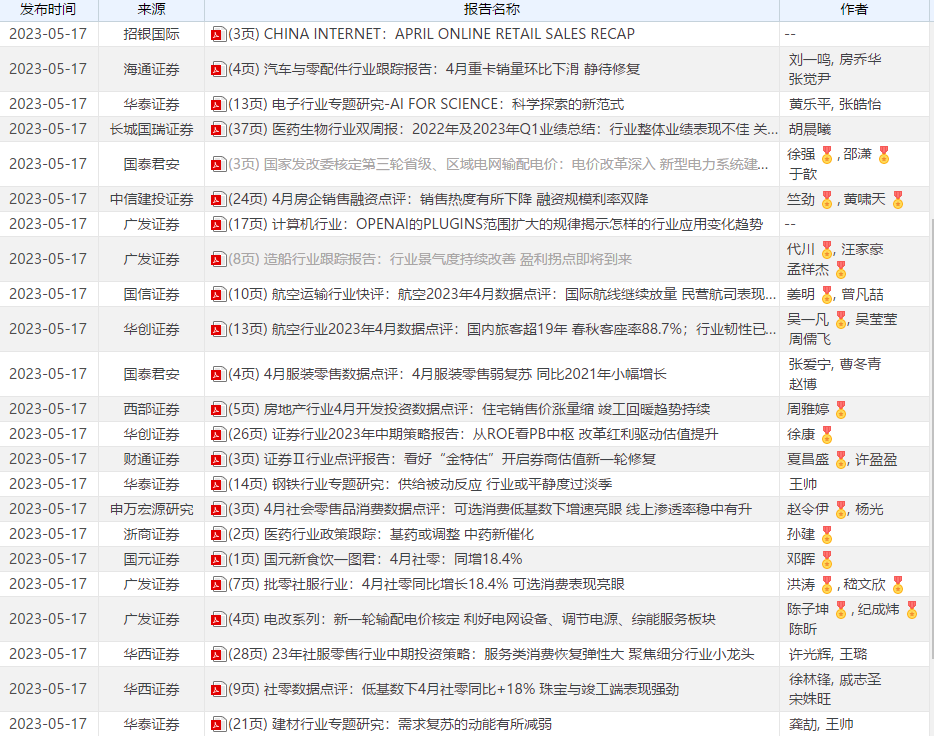 发布时间 来源 报告名称 作者
2023-05-17 招银国际 (3页) CHINA INTERNET：APRIL ONLINE RETAIL SALES RECAP --
2023-05-17 海通证券 (4页) 汽车与零配件行业跟踪报告：4月重卡销量环比下滑 静待修复 刘一鸣, 房乔华
张觉尹
2023-05-17 华泰证券 (13页) 电子行业专题研究-AI FOR SCIENCE：科学探索的新范式 黄乐平, 张皓怡
2023-05-17 长城国瑞证券 (37页) 医药生物行业双周报：2022年及2023年Q1业绩总结：行业整体业绩表现不佳 关... 胡晨曦
2023-05-17 国泰君安 (3页) 国家发改委核定第三轮省级、区域电网输配电价：电价改革深入 新型电力系统建... 徐强 , 邵潇
于歆
2023-05-17 中信建投证券 (24页) 4月房企销售融资点评：销售热度有所下降 融资规模利率双降 竺劲 , 黄啸天
2023-05-17 广发证券 (17页) 计算机行业：OPENAI的PLUGINS范围扩大的规律揭示怎样的行业应用变化趋势 --
2023-05-17 广发证券 (8页) 造船行业跟踪报告：行业景气度持续改善 盈利拐点即将到来 代川 , 汪家豪
孟祥杰
2023-05-17 国信证券 (10页) 航空运输行业快评：航空2023年4月数据点评：国际航线继续放量 民营航司表现... 姜明 , 曾凡喆
2023-05-17 华创证券 (13页) 航空行业2023年4月数据点评：国内旅客超19年 春秋客座率88.7%；行业韧性已... 吴一凡 , 吴莹莹
周儒飞
2023-05-17 国泰君安 (4页) 4月服装零售数据点评：4月服装零售弱复苏 同比2021年小幅增长 张爱宁, 曹冬青
赵博
2023-05-17 西部证券 (5页) 房地产行业4月开发投资数据点评：住宅销售价涨量缩 竣工回暖趋势持续 周雅婷
2023-05-17 华创证券 (26页) 证券行业2023年中期策略报告：从ROE看PB中枢 改革红利驱动估值提升 徐康
2023-05-17 财通证券 (3页) 证券Ⅱ行业点评报告：看好“金特估”开启券商估值新一轮修复 夏昌盛 , 许盈盈
2023-05-17 华泰证券 (14页) 钢铁行业专题研究：供给被动反应 行业或平静度过淡季 王帅
2023-05-17 申万宏源研究 (3页) 4月社会零售品消费数据点评：可选消费低基数下增速亮眼 线上渗透率稳中有升 赵令伊 , 杨光
2023-05-17 浙商证券 (2页) 医药行业政策跟踪：基药或调整 中药新催化 孙建
2023-05-17 国元证券 (1页) 国元新食饮一图君：4月社零：同增18.4% 邓晖
2023-05-17 广发证券 (7页) 批零社服行业：4月社零同比增长18.4% 可选消费表现亮眼 洪涛 , 嵇文欣
2023-05-17 广发证券 (4页) 电改系列：新一轮输配电价核定 利好电网设备、调节电源、综能服务板块 陈子坤 , 纪成炜
陈昕
2023-05-17 华西证券 (28页) 23年社服零售行业中期投资策略：服务类消费恢复弹性大 聚焦细分行业小龙头 许光辉, 王璐
2023-05-17 华西证券 (9页) 社零数据点评：低基数下4月社零同比+18% 珠宝与竣工端表现强劲 徐林锋, 戚志圣
宋姝旺
2023-05-17 华泰证券 (21页) 建材行业专题研究：需求复苏的动能有所减弱 龚劼, 王帅